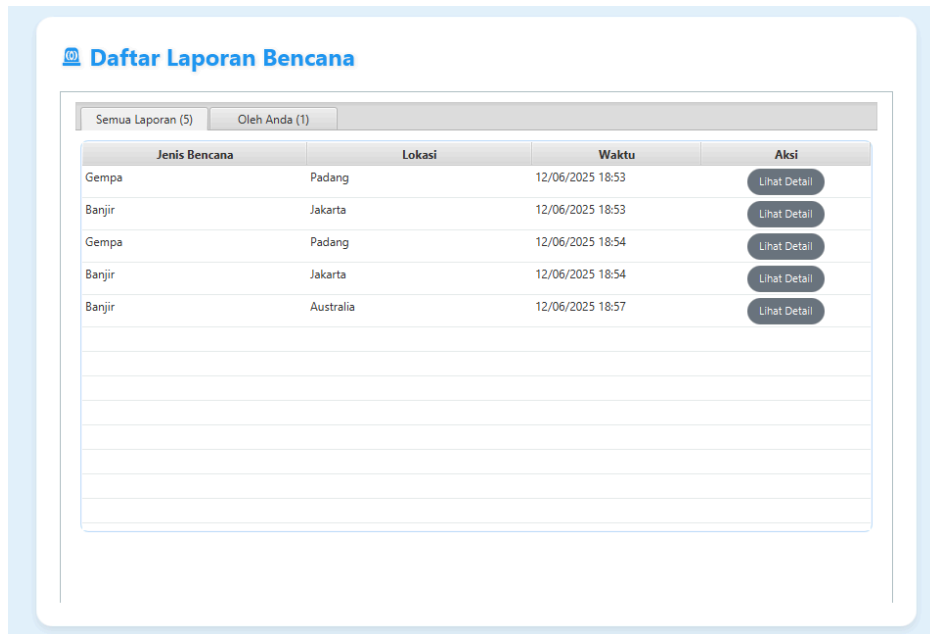 Daftar Laporan Bencana
Semua Laporan (5) Oleh Anda (1)
Jenis Bencana Lokasi Waktu Aksi
Gempa Padang 12/06/2025 18:53 Lihat Detail
Banjir Jakarta 12/06/2025 18:53 Lihat Detail
Gempa Padang 12/06/2025 18:54 Lihat Detail
Banjir Jakarta 12/06/2025 18:54 Lihat Detail
Banjir Australia 12/06/2025 18:57 Lihat Detail